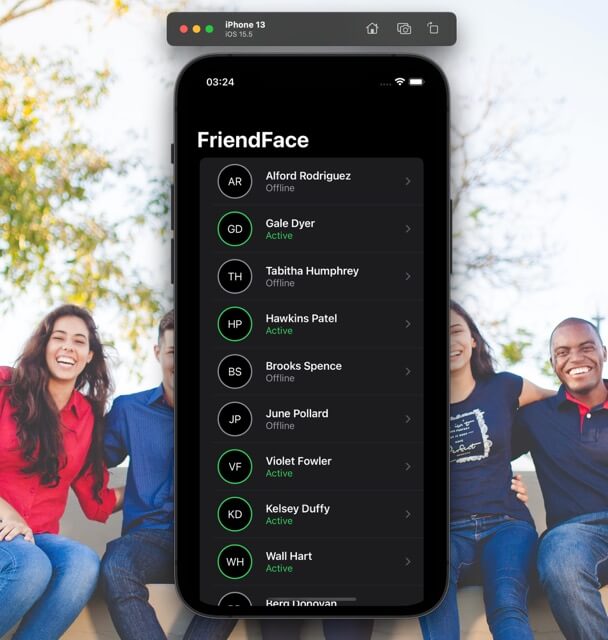 iPhone 13
iOS 15.5
03:24
FriendFace
AR
Alford Rodriguez
Offline
GD
Gale Dyer
Active
TH
Tabitha Humphrey
Offline
HP
Hawkins Patel
Active
BS
Brooks Spence
Offline
JP
June Pollard
Offline
VF
Violet Fowler
Active
KD
Kelsey Duffy
Active
WH
Wall Hart
Active
Berg Donovan